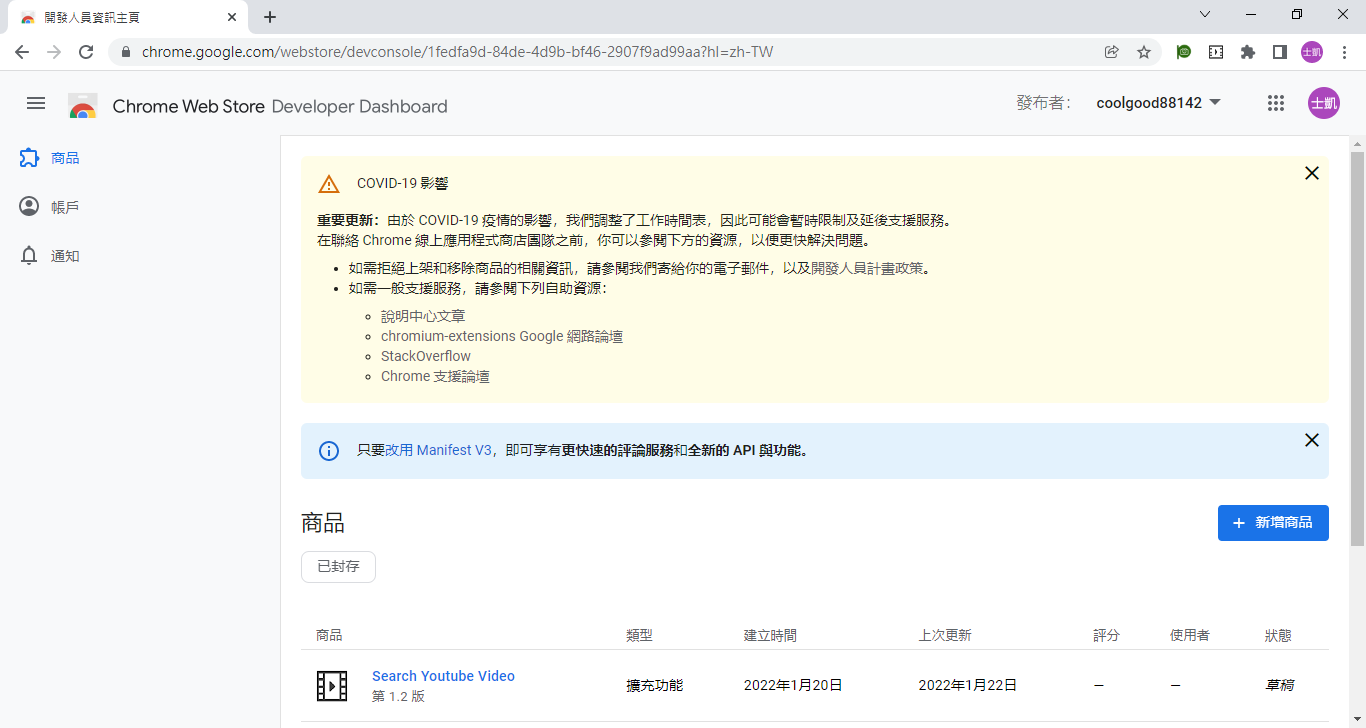 開發人員資訊主頁
chrome.google.com/webstore/devconsole/1fedfa9d-84de-4d9b-bf46-2907f9ad99aa?hl=zh-TW
士凱
Chrome Web Store Developer Dashboard
發布者：
coolgood88142
士凱
商品
帳戶
通知
COVID-19 影響
重要更新：由於 COVID-19 疫情的影響，我們調整了工作時間表，因此可能會暫時限制及延後支援服務。
在聯絡 Chrome 線上應用程式商店團隊之前，你可以參閱下方的資源，以便更快解決問題。
如需拒絕上架和移除商品的相關資訊，請參閱我們寄給你的電子郵件，以及開發人員計畫政策。
如需一般支援服務，請參閱下列自助資源：
說明中心文章
chromium-extensions Google 網路論壇
StackOverflow
Chrome 支援論壇
只要改用 Manifest V3，即可享有更快速的評論服務和全新的 API 與功能。
商品
+ 新增商品
已封存
商品 類型 建立時間 上次更新 評分 使用者 狀態
Search Youtube Video
第 1.2 版
擴充功能 2022年1月20日 2022年1月22日 – – 草稿